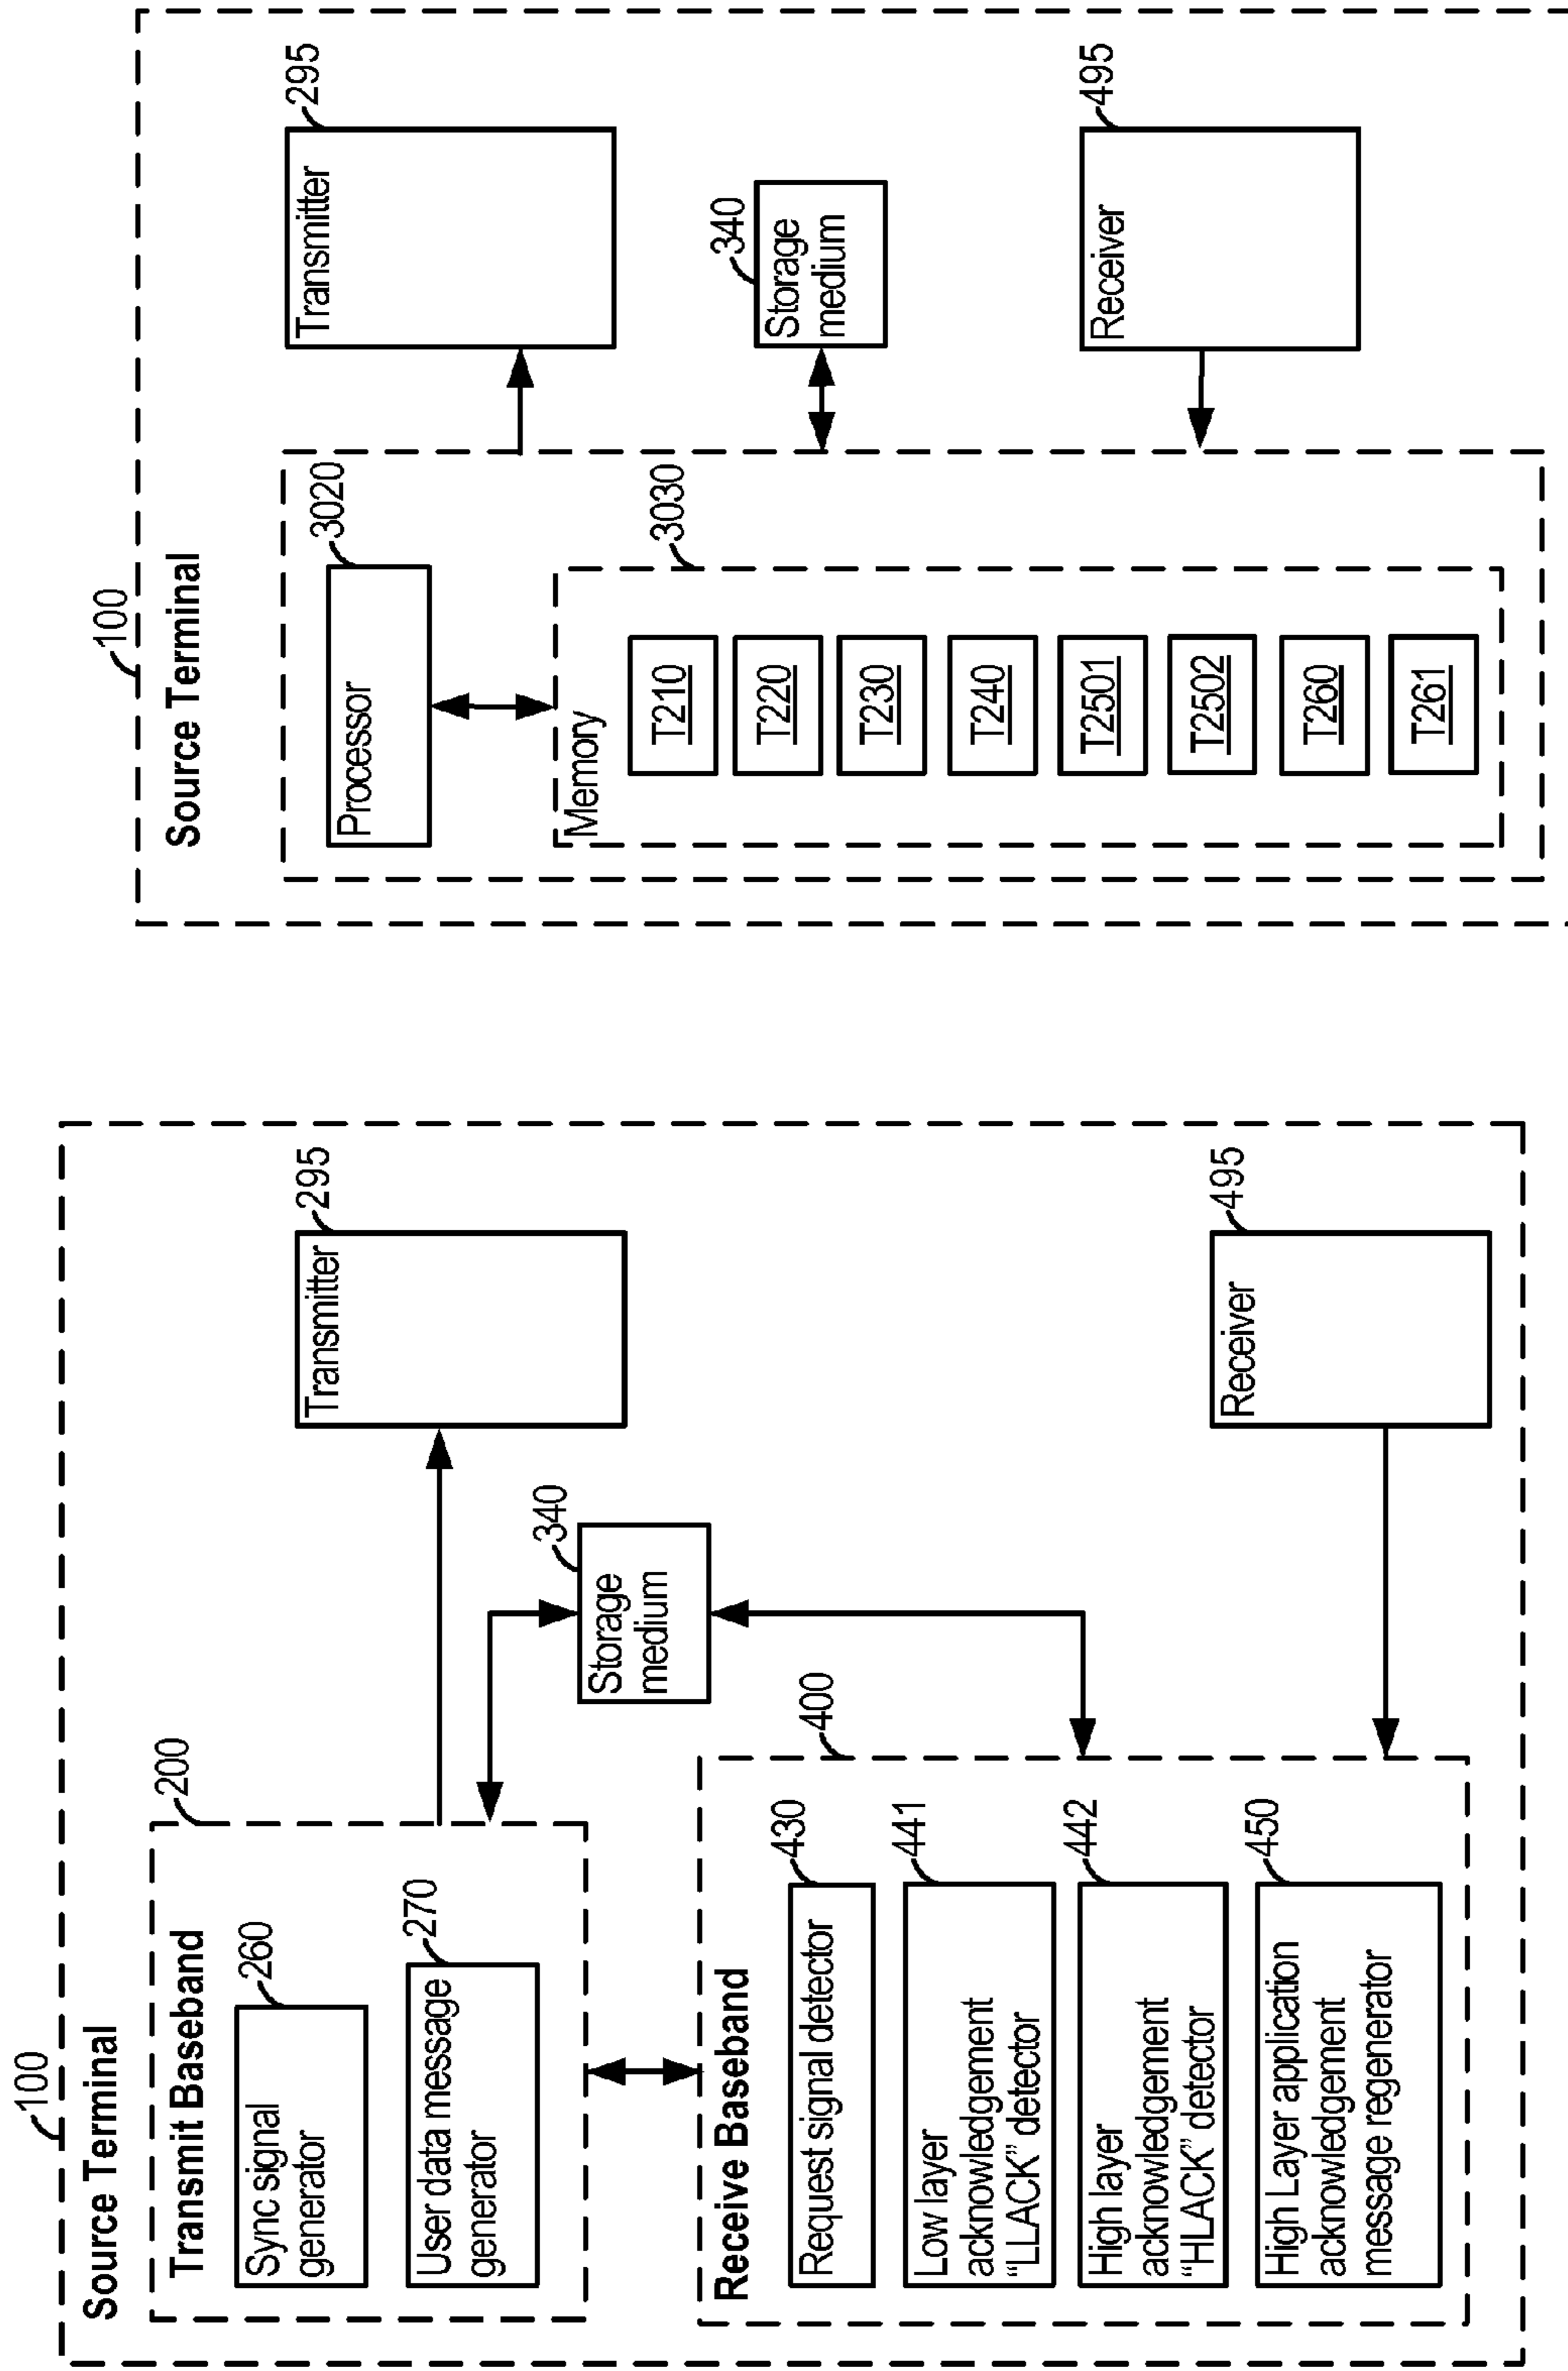 100
Source Terminal
200
Transmit Baseband
260
Sync signal
generator
270
User data message
generator
Transmitter
295
340
Storage
medium
400
Receive Baseband
430
Request signal detector
441
Low layer
acknowledgement
“LLACK” detector
442
High layer
acknowledgement
“HLACK” detector
450
High Layer application
acknowledgement
message regenerator
Receiver
495
100
Source Terminal
Processor
3020
Memory
3030
T210
T220
T230
T240
T2501
T2502
T260
T261
Transmitter
295
340
Storage
medium
Receiver
495